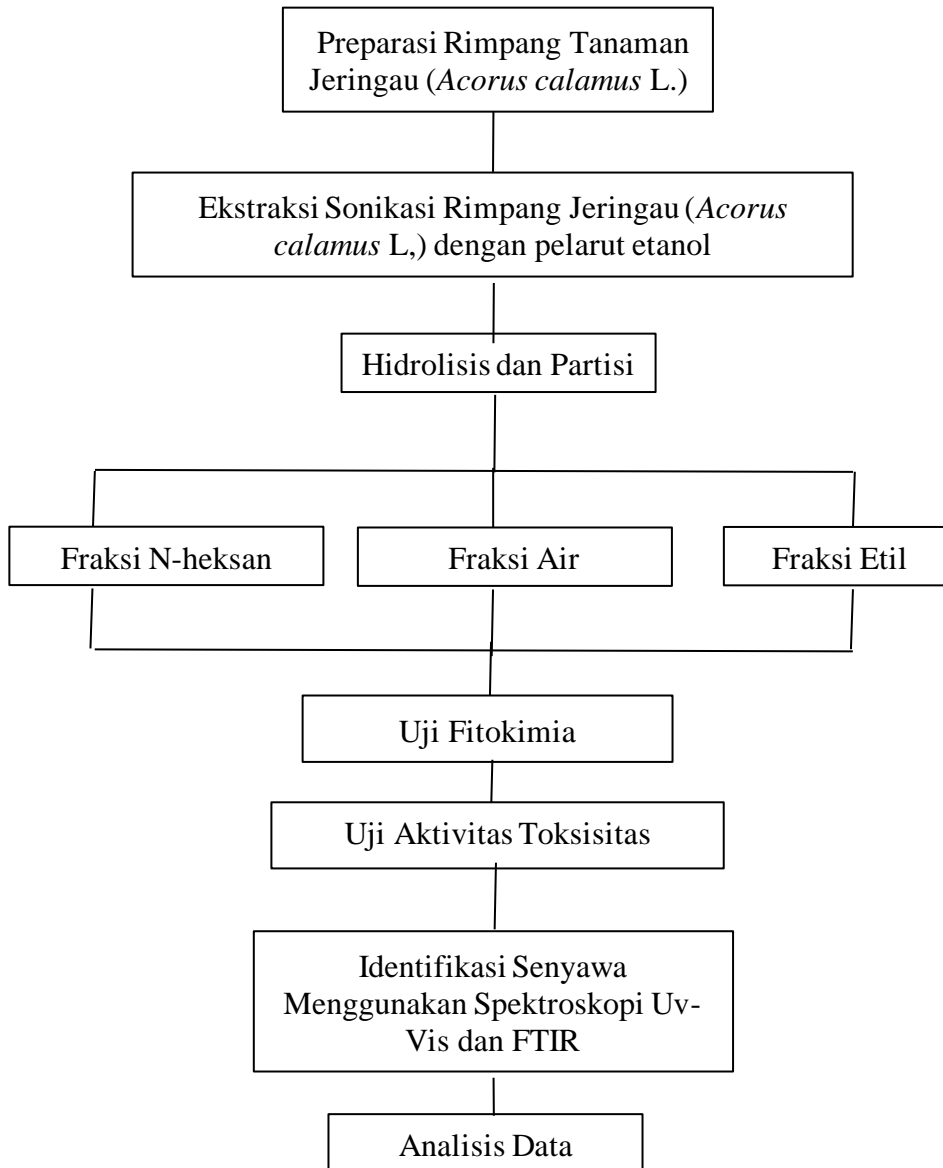 Preparasi Rimpang Tanaman
Jeringau (Acorus calamus L.)
Ekstraksi Sonikasi Rimpang Jeringau (Acorus
calamus L,) dengan pelarut etanol
Hidrolisis dan Partisi
Fraksi N-heksan
Fraksi Air
Fraksi Etil
Uji Fitokimia
Uji Aktivitas Toksisitas
Identifikasi Senyawa
Menggunakan Spektroskopi Uv-
Vis dan FTIR
Analisis Data